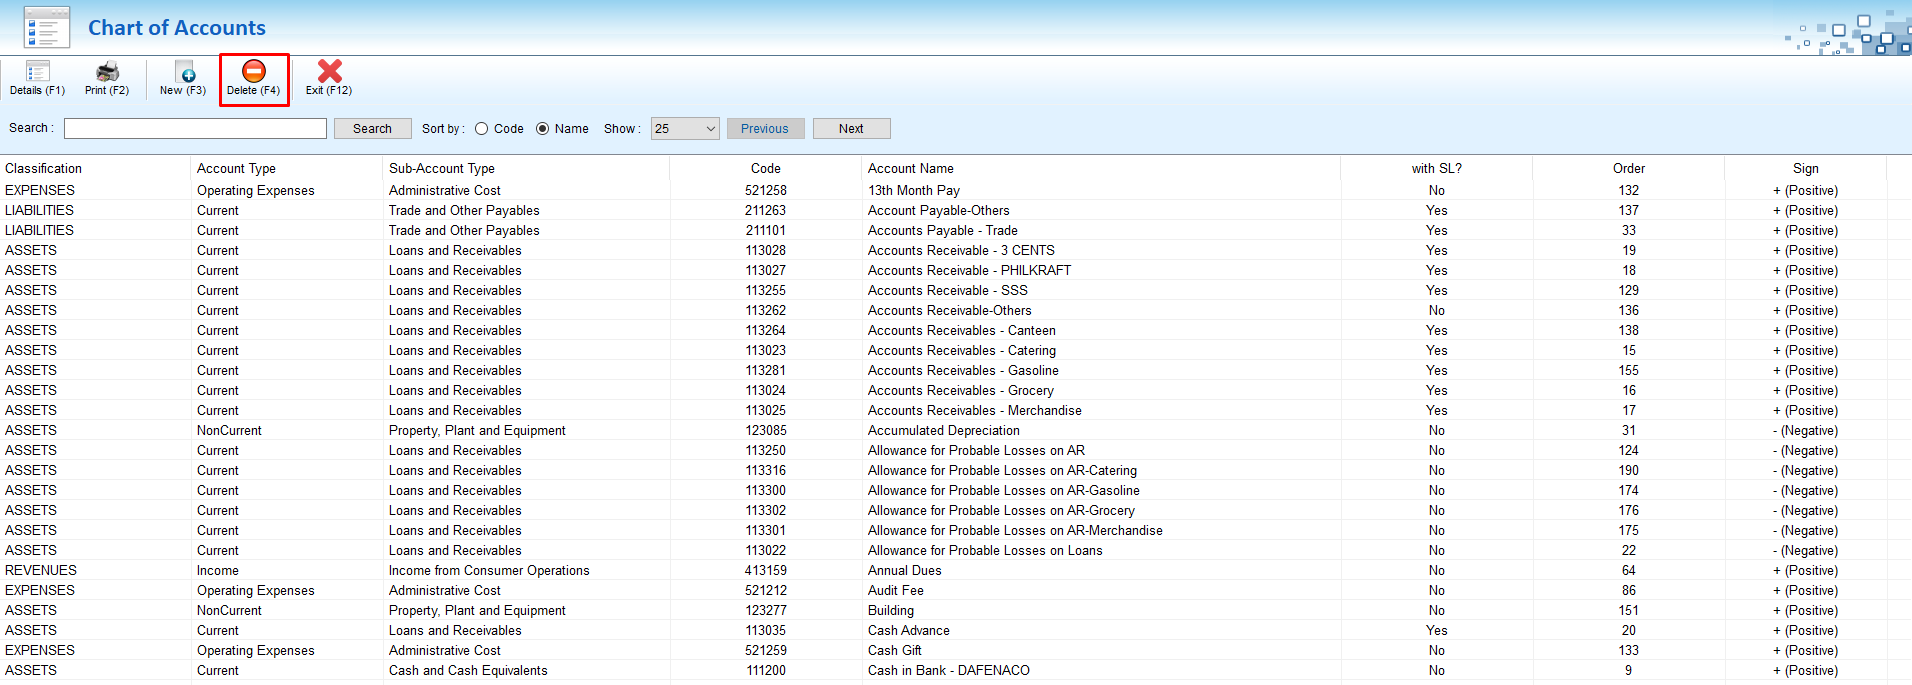 Chart of Accounts
Details (F1) Print (F2) New (F3) Delete (F4) Exit (F12)
Search : Search Sort by : Code Name Show : 25 Previous Next
Classification Account Type Sub-Account Type Code Account Name with SL? Order Sign
EXPENSES Operating Expenses Administrative Cost 521258 13th Month Pay No 132 + (Positive)
LIABILITIES Current Trade and Other Payables 211263 Account Payable-Others Yes 137 + (Positive)
LIABILITIES Current Trade and Other Payables 211101 Accounts Payable - Trade Yes 33 + (Positive)
ASSETS Current Loans and Receivables 113028 Accounts Receivable - 3 CENTS Yes 19 + (Positive)
ASSETS Current Loans and Receivables 113027 Accounts Receivable - PHILKRAFT Yes 18 + (Positive)
ASSETS Current Loans and Receivables 113255 Accounts Receivable - SSS Yes 129 + (Positive)
ASSETS Current Loans and Receivables 113262 Accounts Receivable-Others No 136 + (Positive)
ASSETS Current Loans and Receivables 113264 Accounts Receivables - Canteen Yes 138 + (Positive)
ASSETS Current Loans and Receivables 113023 Accounts Receivables - Catering Yes 15 + (Positive)
ASSETS Current Loans and Receivables 113281 Accounts Receivables - Gasoline Yes 155 + (Positive)
ASSETS Current Loans and Receivables 113024 Accounts Receivables - Grocery Yes 16 + (Positive)
ASSETS Current Loans and Receivables 113025 Accounts Receivables - Merchandise Yes 17 + (Positive)
ASSETS NonCurrent Property, Plant and Equipment 123085 Accumulated Depreciation No 31 - (Negative)
ASSETS Current Loans and Receivables 113250 Allowance for Probable Losses on AR No 124 - (Negative)
ASSETS Current Loans and Receivables 113316 Allowance for Probable Losses on AR-Catering No 190 - (Negative)
ASSETS Current Loans and Receivables 113300 Allowance for Probable Losses on AR-Gasoline No 174 - (Negative)
ASSETS Current Loans and Receivables 113302 Allowance for Probable Losses on AR-Grocery No 176 - (Negative)
ASSETS Current Loans and Receivables 113301 Allowance for Probable Losses on AR-Merchandise No 175 - (Negative)
ASSETS Current Loans and Receivables 113022 Allowance for Probable Losses on Loans No 22 - (Negative)
REVENUES Income Income from Consumer Operations 413159 Annual Dues No 64 + (Positive)
EXPENSES Operating Expenses Administrative Cost 521212 Audit Fee No 86 + (Positive)
ASSETS NonCurrent Property, Plant and Equipment 123277 Building No 151 + (Positive)
ASSETS Current Loans and Receivables 113035 Cash Advance Yes 20 + (Positive)
EXPENSES Operating Expenses Administrative Cost 521259 Cash Gift No 133 + (Positive)
ASSETS Current Cash and Cash Equivalents 111200 Cash in Bank - DAFENACO No 9 + (Positive)